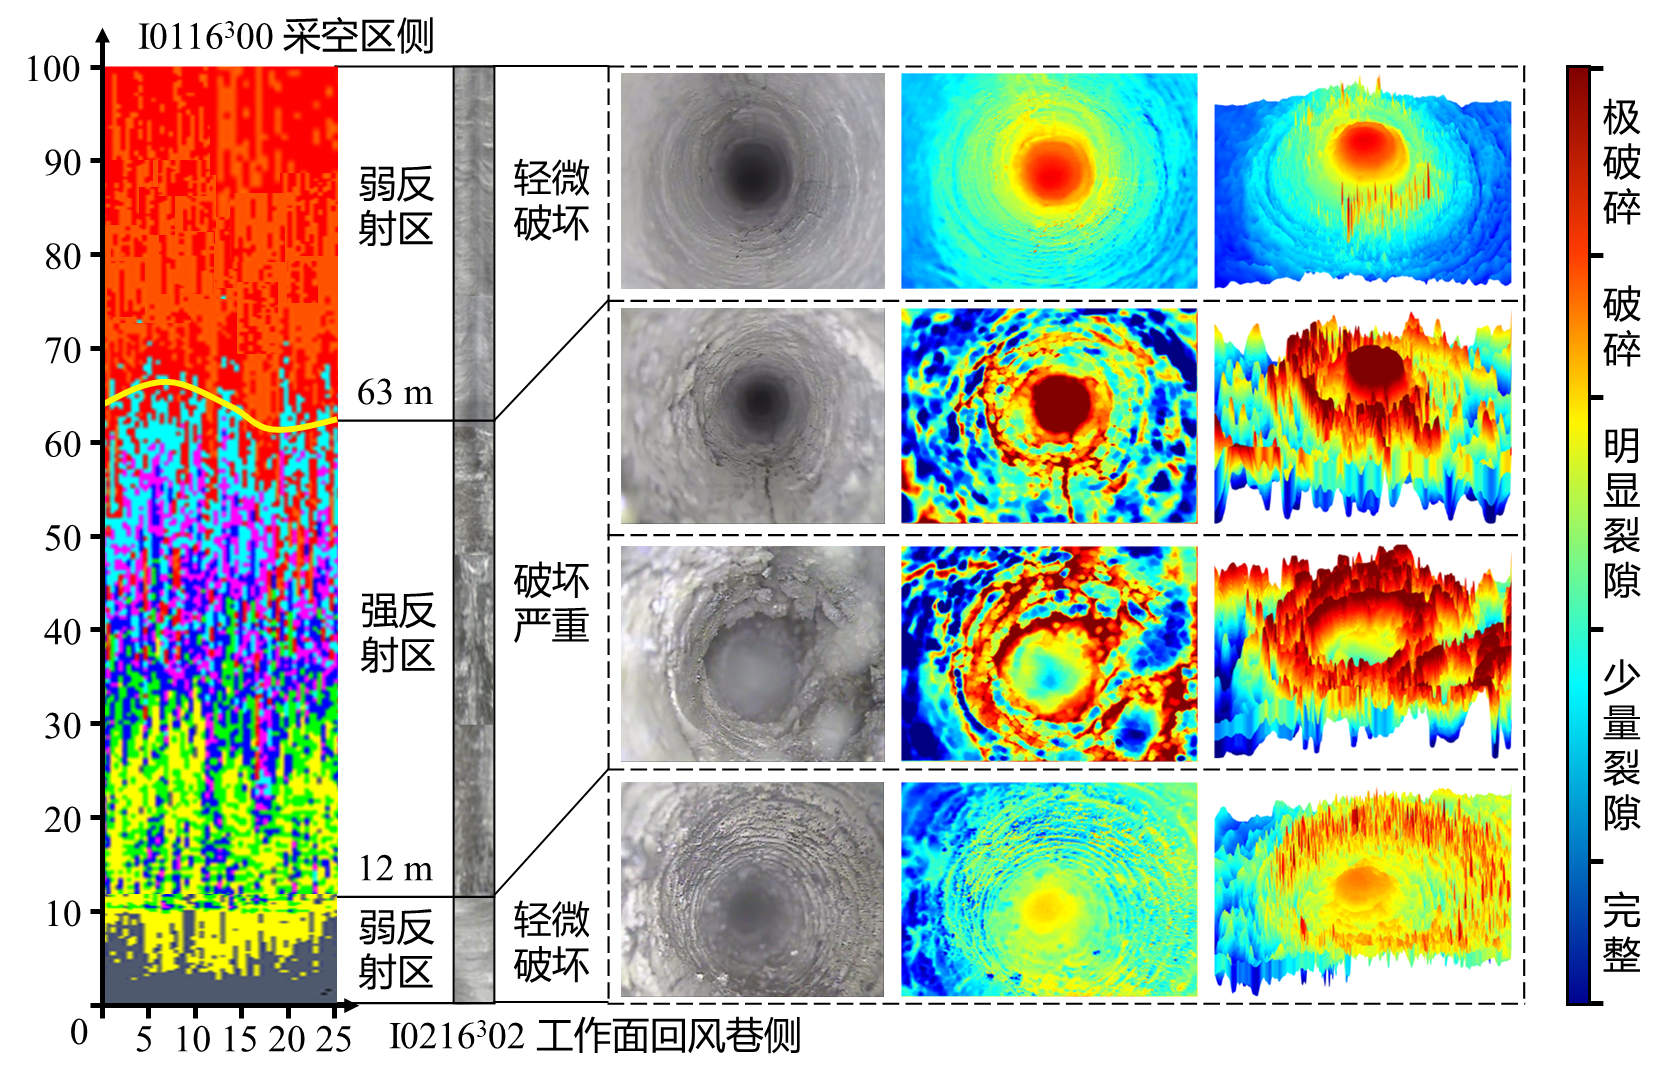 I0116³00 采空区侧
100
90
80
70
60
50
40
30
20
10
0
5 10 15 20 25
I0216³02 工作面回风巷侧
弱反
射区
63 m
强反
射区
12 m
弱反
射区
轻微
破坏
破坏
严重
轻微
破坏
极破碎
破碎
明显裂隙
少量裂隙
完整